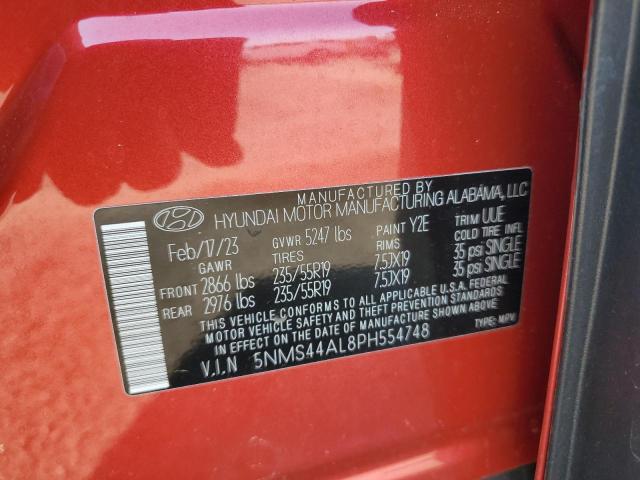 MANUFACTURED BY
HYUNDAI MOTOR MANUFACTURING ALABAMA, LLC
Feb/17/23 GVWR 5247 lbs PAINT Y2E TRIM UUE
GAWR TIRES RIMS COLD TIRE INFL
FRONT 2866 lbs 235/55R19 7.5JX19 35 psi SINGLE
REAR 2976 lbs 235/55R19 7.5JX19 35 psi SINGLE
THIS VEHICLE CONFORMS TO ALL APPLICABLE U.S.A. FEDERAL
MOTOR VEHICLE SAFETY AND THEFT PREVENTION STANDARDS
IN EFFECT ON THE DATE OF MANUFACTURE SHOWN ABOVE.
V.I.N 5NMS44AL8PH554748 TYPE: MPV